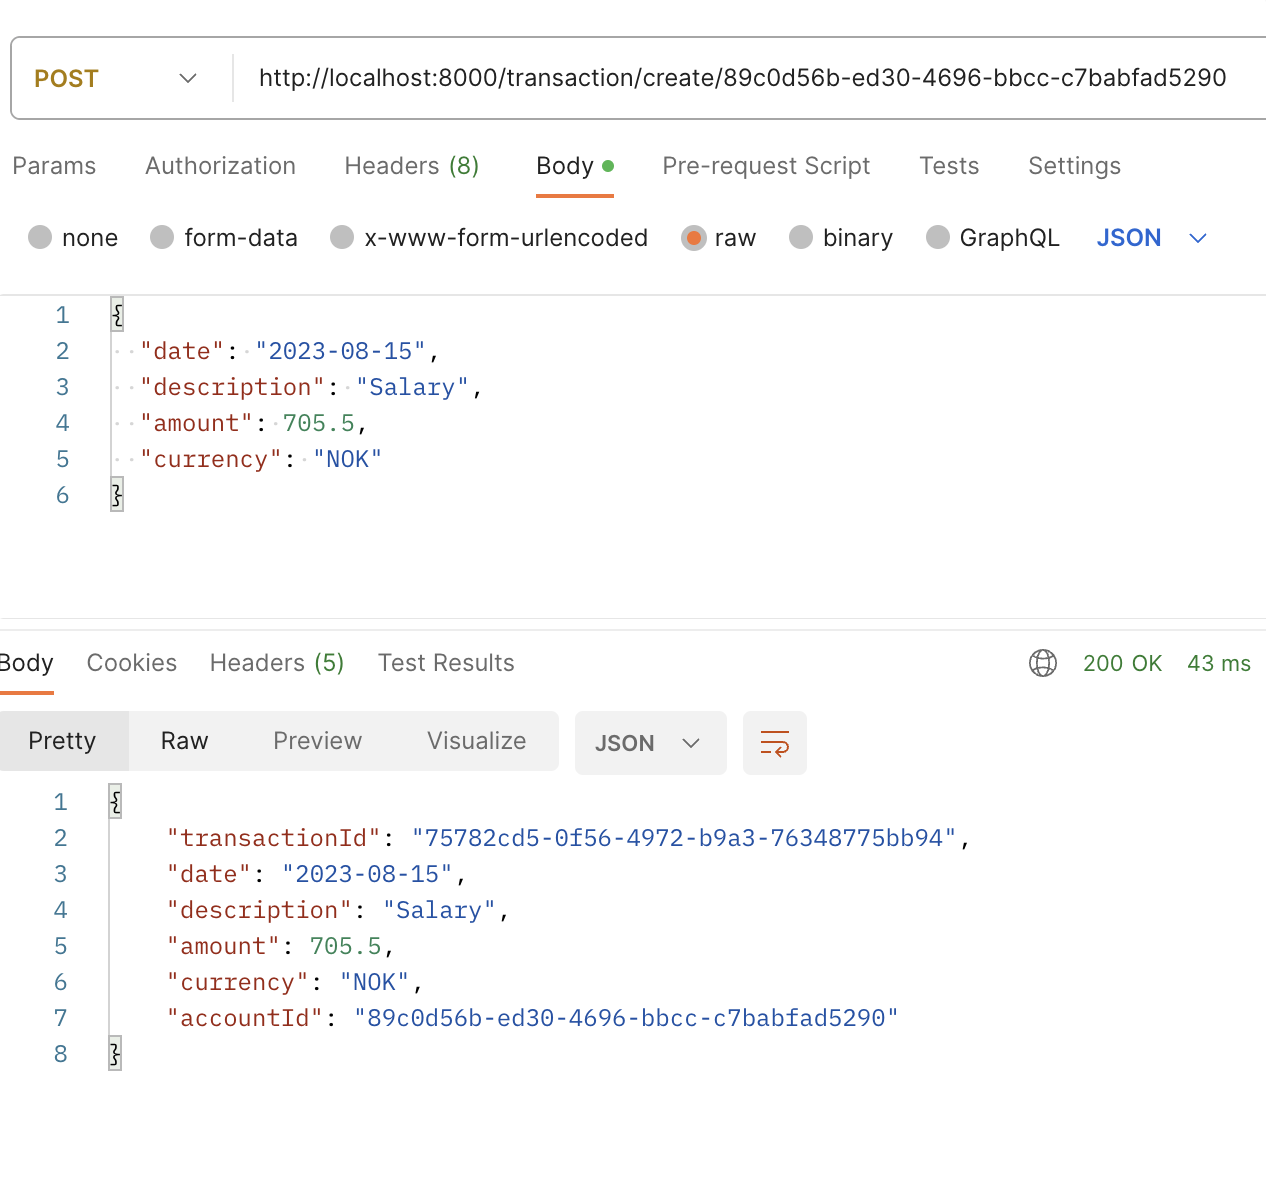 POST http://localhost:8000/transaction/create/89c0d56b-ed30-4696-bbcc-c7babfad5290
Params Authorization Headers (8) Body Pre-request Script Tests Settings
none form-data x-www-form-urlencoded raw binary GraphQL JSON
1 {
2 "date": "2023-08-15",
3 "description": "Salary",
4 "amount": 705.5,
5 "currency": "NOK"
6 }
Body Cookies Headers (5) Test Results 200 OK 43 ms
Pretty Raw Preview Visualize JSON
1 {
2 "transactionId": "75782cd5-0f56-4972-b9a3-76348775bb94",
3 "date": "2023-08-15",
4 "description": "Salary",
5 "amount": 705.5,
6 "currency": "NOK",
7 "accountId": "89c0d56b-ed30-4696-bbcc-c7babfad5290"
8 }